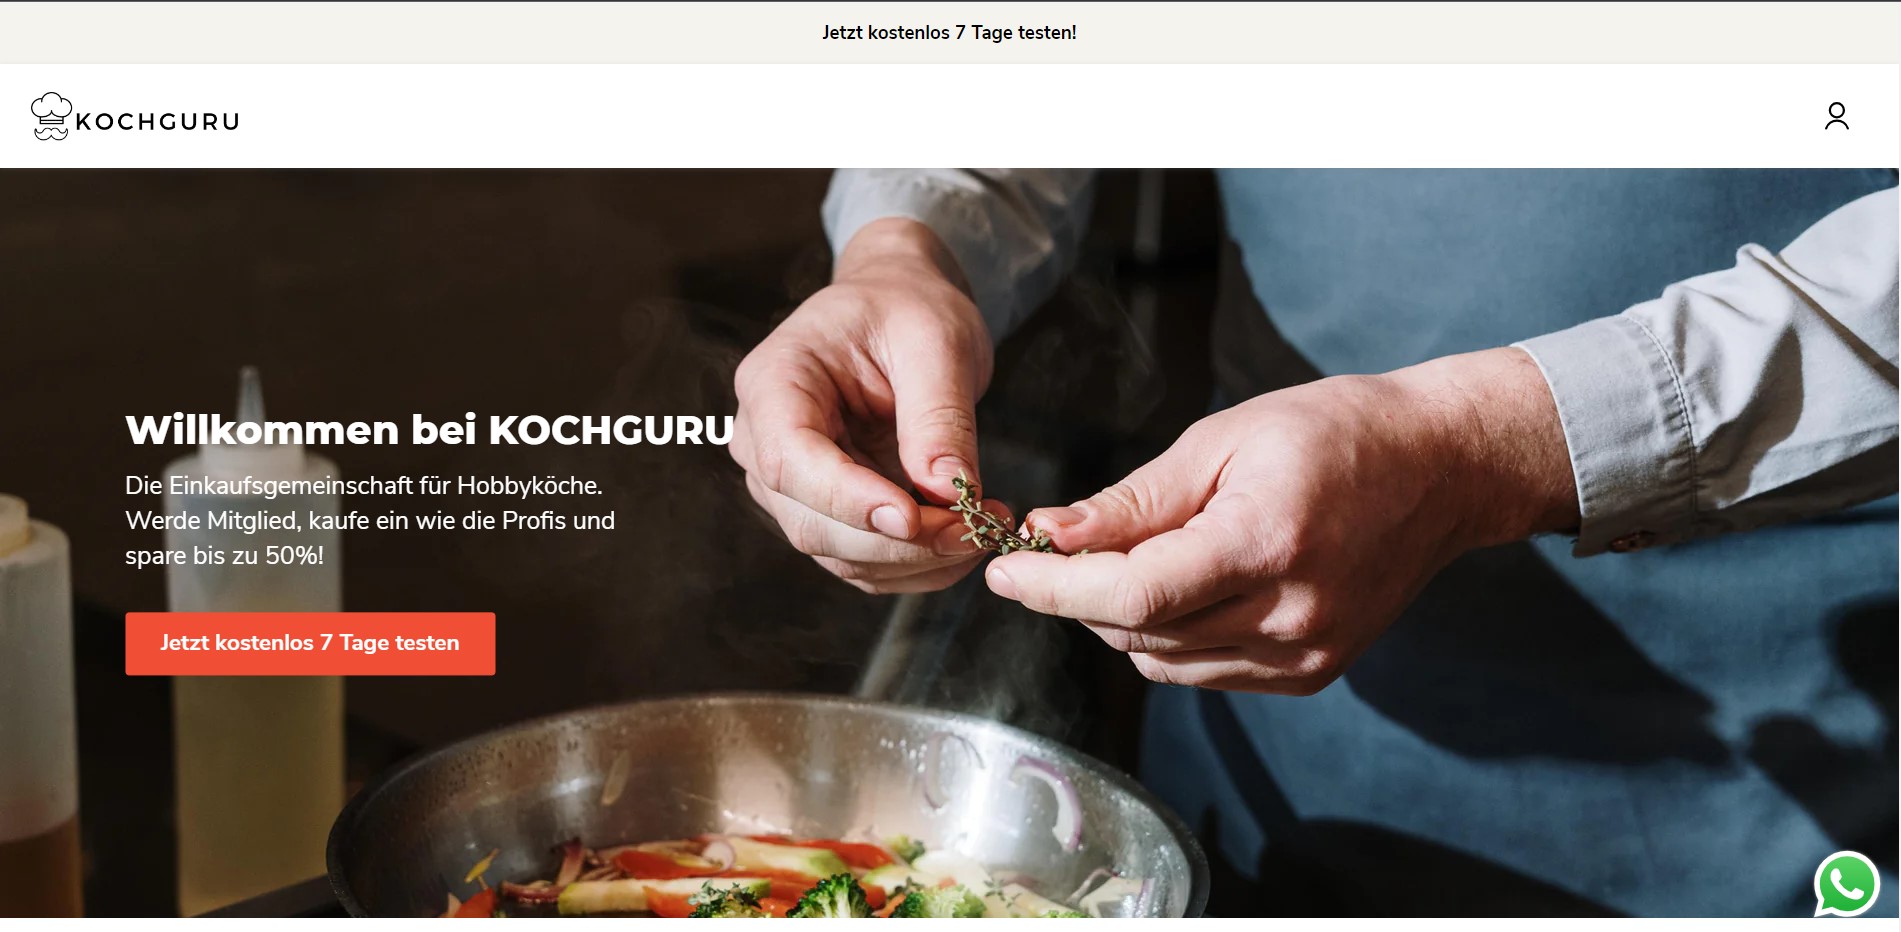 Jetzt kostenlos 7 Tage testen!
KOCHGURU
Willkommen bei KOCHGURU
Die Einkaufsgemeinschaft für Hobbyköche.
Werde Mitglied, kaufe ein wie die Profis und
spare bis zu 50%!
Jetzt kostenlos 7 Tage testen